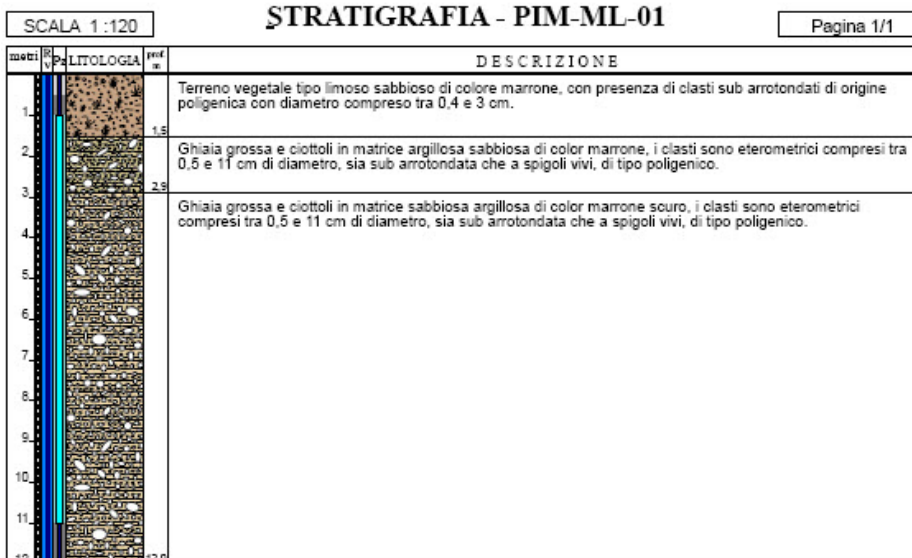 SCALA 1 :120
STRATIGRAFIA - PIM-ML-01
Pagina 1/1
metri
R
v
Pz
LITOLOGIA
prof.
m
DESCRIZIONE
Terreno vegetale tipo limoso sabbioso di colore marrone, con presenza di clasti sub arrotondati di origine
poligenica con diametro compreso tra 0,4 e 3 cm.
1
1,5
Ghiaia grossa e ciottoli in matrice argillosa sabbiosa di color marrone, i clasti sono eterometrici compresi tra
0,5 e 11 cm di diametro, sia sub arrotondata che a spigoli vivi, di tipo poligenico.
2
2,9
3
Ghiaia grossa e ciottoli in matrice sabbiosa argillosa di color marrone scuro, i clasti sono eterometrici
compresi tra 0,5 e 11 cm di diametro, sia sub arrotondata che a spigoli vivi, di tipo poligenico.
4
5
6
7
8
9
10
11